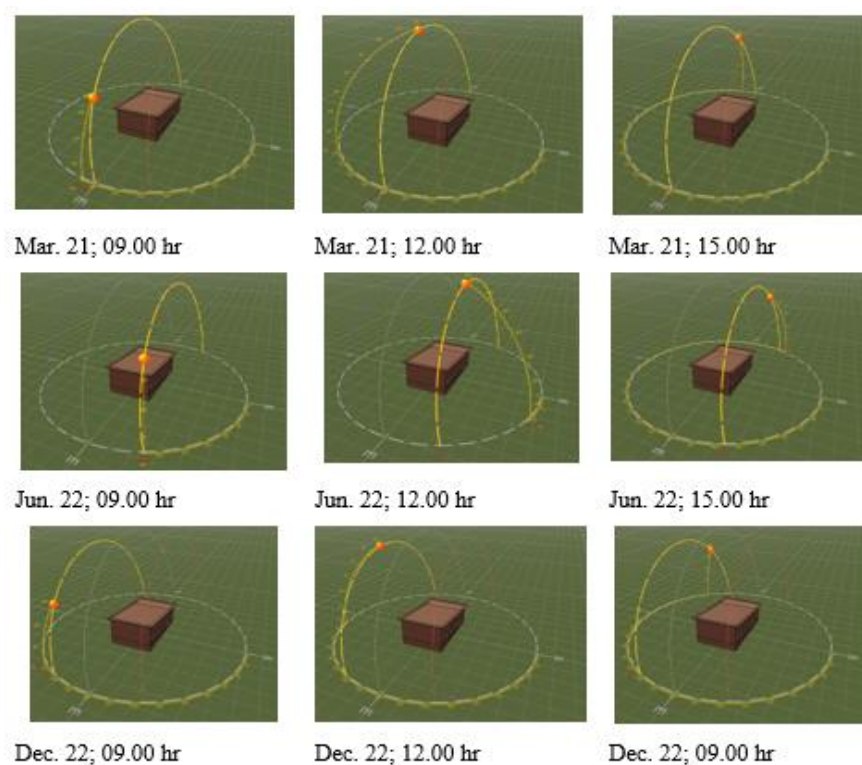 Mar. 21; 09.00 hr
Mar. 21; 12.00 hr
Mar. 21; 15.00 hr
Jun. 22; 09.00 hr
Jun. 22; 12.00 hr
Jun. 22; 15.00 hr
Dec. 22; 09.00 hr
Dec. 22; 12.00 hr
Dec. 22; 09.00 hr